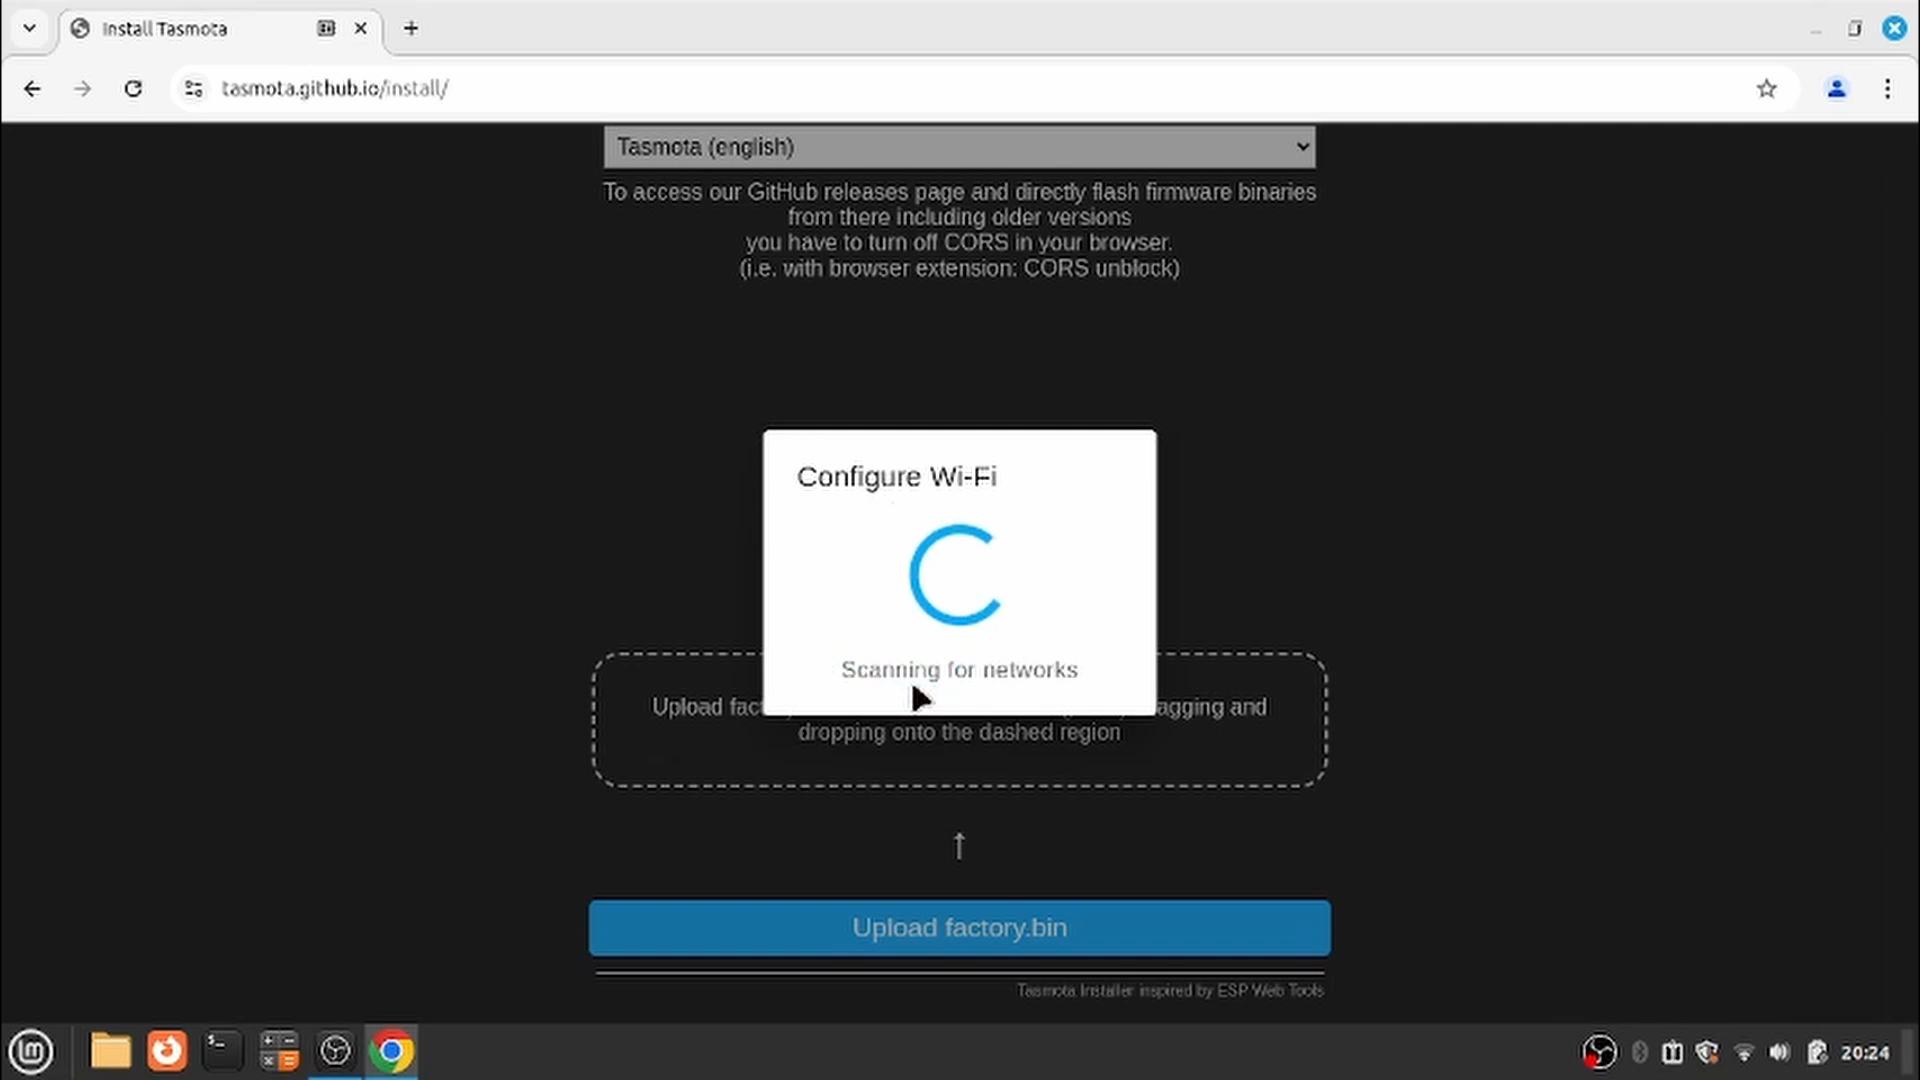 Install Tasmota
tasmota.github.io/install/
Tasmota (english)
To access our GitHub releases page and directly flash firmware binaries
from there including older versions
you have to turn off CORS in your browser.
(i.e. with browser extension: CORS unblock)
Configure Wi-Fi
Scanning for networks
Upload agging and
dropping onto the dashed region
↑
Upload factory.bin
Tasmota Installer inspired by ESP Web Tools
20:24